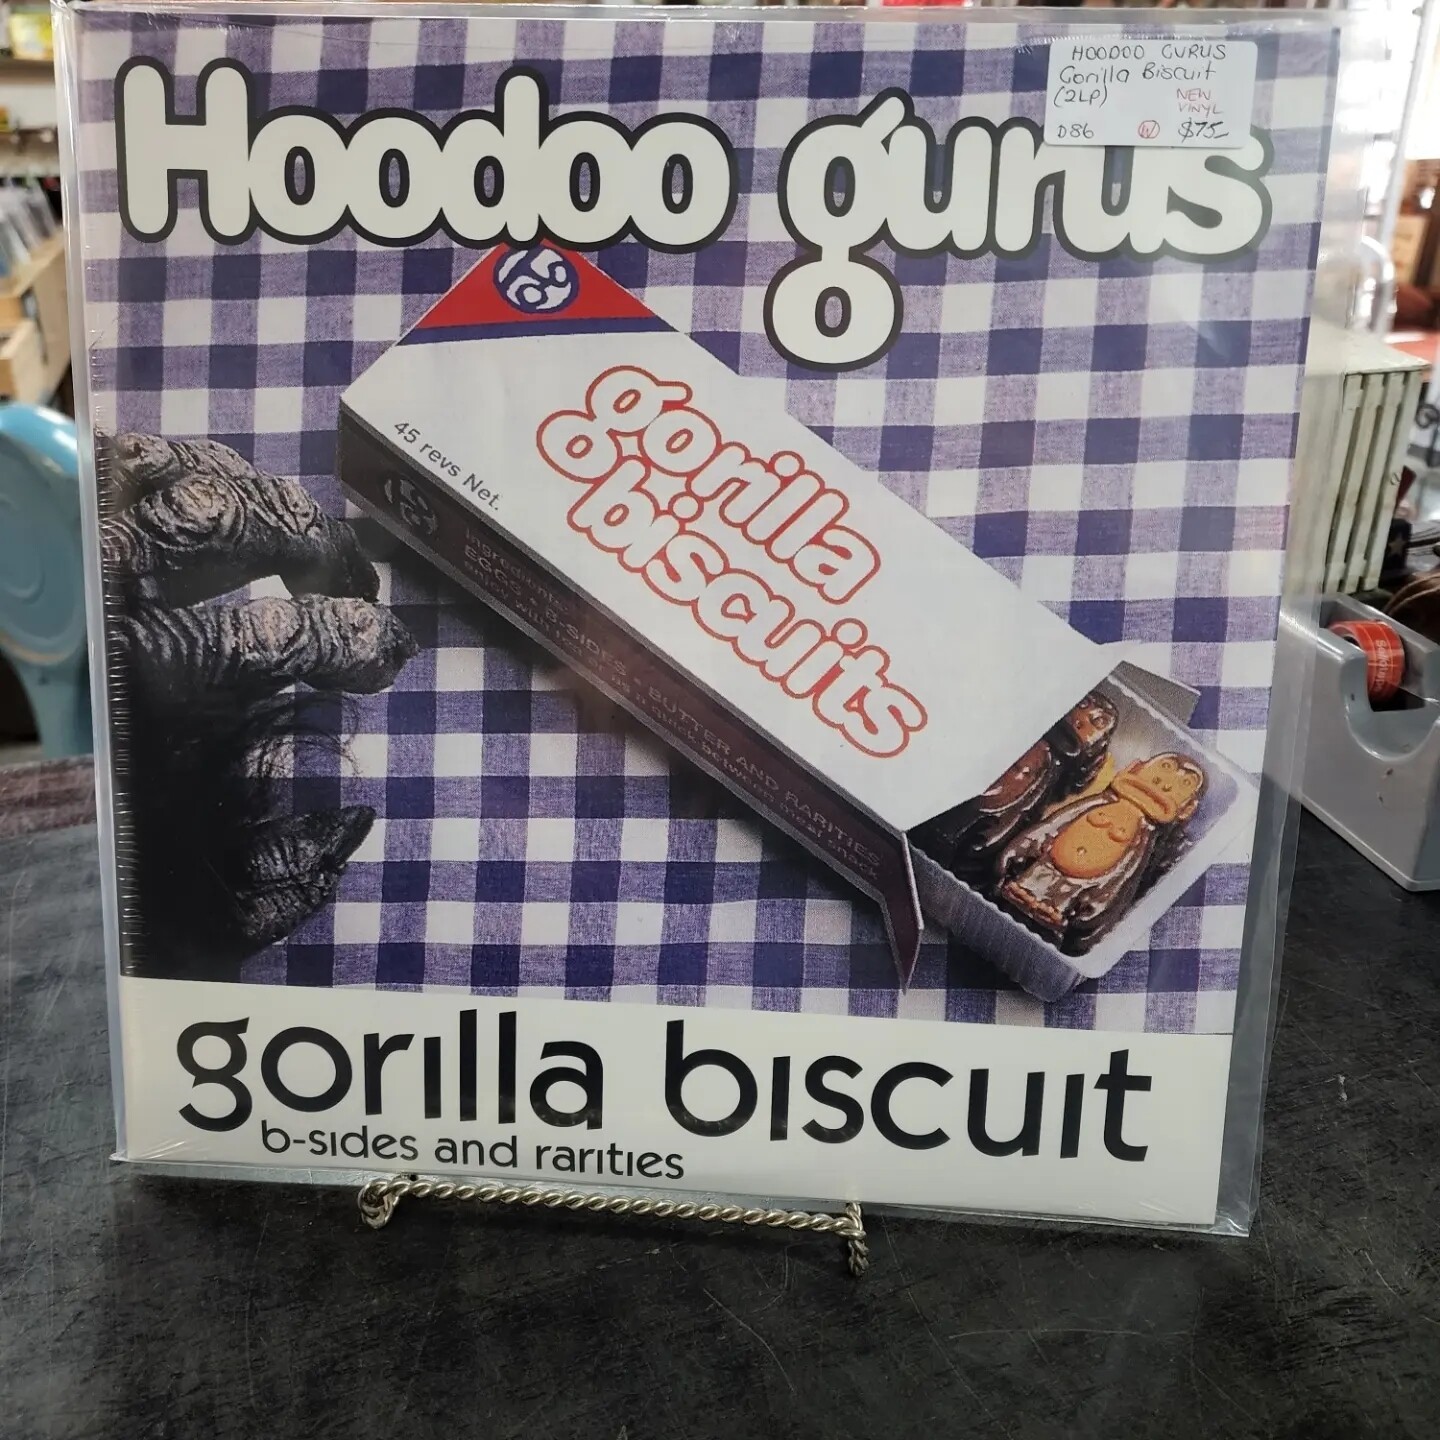 HOODOO GURUS
Gorilla Biscuit
(2LP)
NEW
VINYL
D86
$75-
Hoodoo gurus
gorilla
biscuits
45 revs Net.
EGGS • B-SIDES • BUTTER AND RARITIES
gorilla biscuit
b-sides and rarities